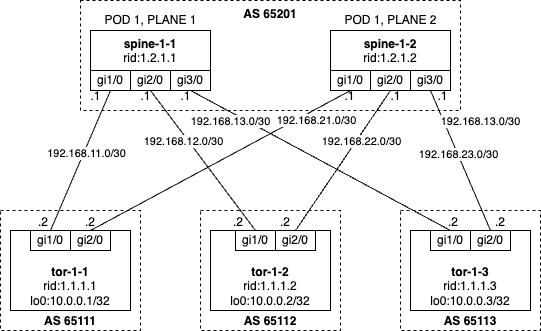 AS 65201
POD 1, PLANE 1
POD 1, PLANE 2
spine-1-1
rid:1.2.1.1
spine-1-2
rid:1.2.1.2
gi1/0 gi2/0 gi3/0
gi1/0 gi2/0 gi3/0
.1 .1 .1
.1 .1 .1
192.168.13.0/30
192.168.21.0/30
192.168.13.0/30
192.168.11.0/30
192.168.12.0/30
192.168.22.0/30
192.168.23.0/30
.2 .2
.2 .2
.2 .2
gi1/0 gi2/0
gi1/0 gi2/0
gi1/0 gi2/0
tor-1-1
rid:1.1.1.1
lo0:10.0.0.1/32
AS 65111
tor-1-2
rid:1.1.1.2
lo0:10.0.0.2/32
AS 65112
tor-1-3
rid:1.1.1.3
lo0:10.0.0.3/32
AS 65113